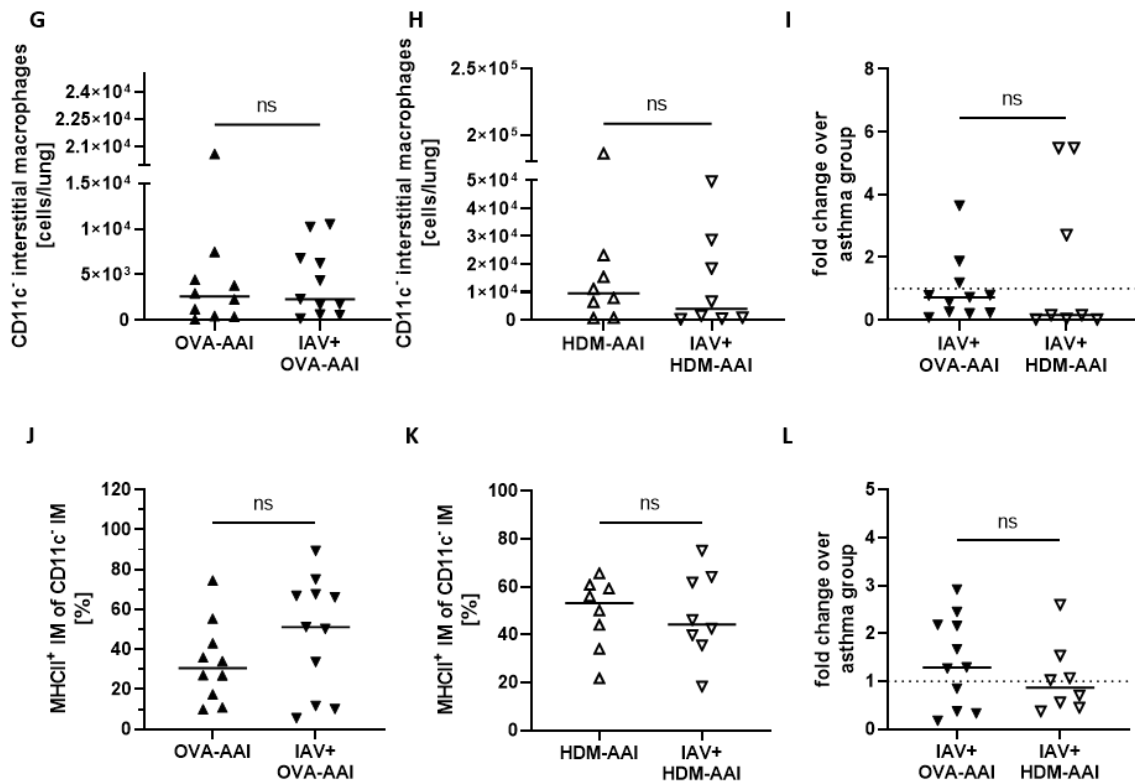 G
CD11c⁻ interstitial macrophages
[cells/lung]
2.4×10⁴
2.25×10⁴
2.1×10⁴
1.5×10⁴
1×10⁴
5×10³
0
ns
OVA-AAI
IAV+
OVA-AAI
H
CD11c⁻ interstitial macrophages
[cells/lung]
2.5×10⁵
2×10⁵
5×10⁴
4×10⁴
3×10⁴
2×10⁴
1×10⁴
0
ns
HDM-AAI
IAV+
HDM-AAI
I
fold change over
asthma group
8
6
4
2
0
ns
IAV+
OVA-AAI
IAV+
HDM-AAI
J
MHCII⁺ IM of CD11c⁻ IM
[%]
120
100
80
60
40
20
0
ns
OVA-AAI
IAV+
OVA-AAI
K
MHCII⁺ IM of CD11c⁻ IM
[%]
100
80
60
40
20
0
ns
HDM-AAI
IAV+
HDM-AAI
L
fold change over
asthma group
5
4
3
2
1
0
ns
IAV+
OVA-AAI
IAV+
HDM-AAI